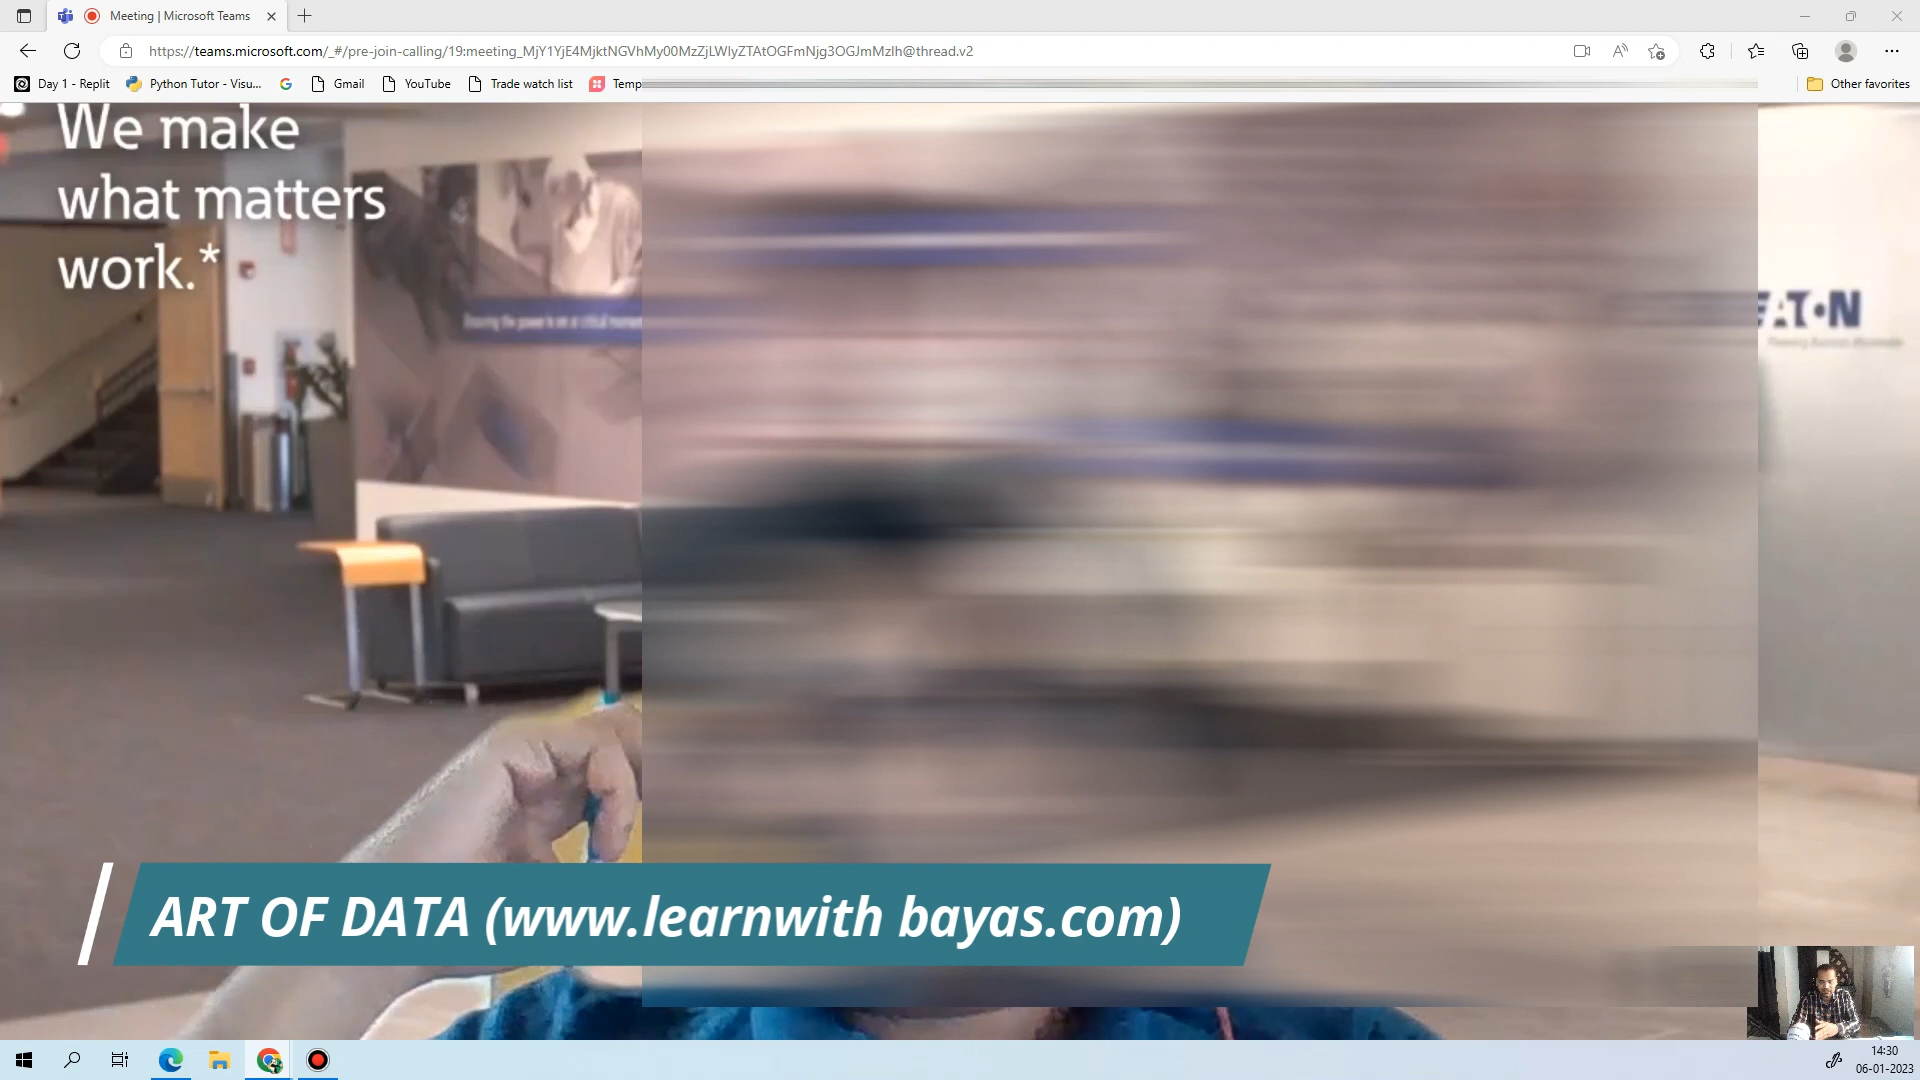 Meeting | Microsoft Teams
https://teams.microsoft.com/_#/pre-join-calling/19:meeting_MjY1YjE4MjktNGVhMy00MzZjLWIyZTAtOGFmNjg3OGJmMzlh@thread.v2
Day 1 - Replit
Python Tutor - Visu...
Gmail
YouTube
Trade watch list
Temp
Other favorites
We make
what matters
work.*
ART OF DATA (www.learnwith bayas.com)
14:30
06-01-2023